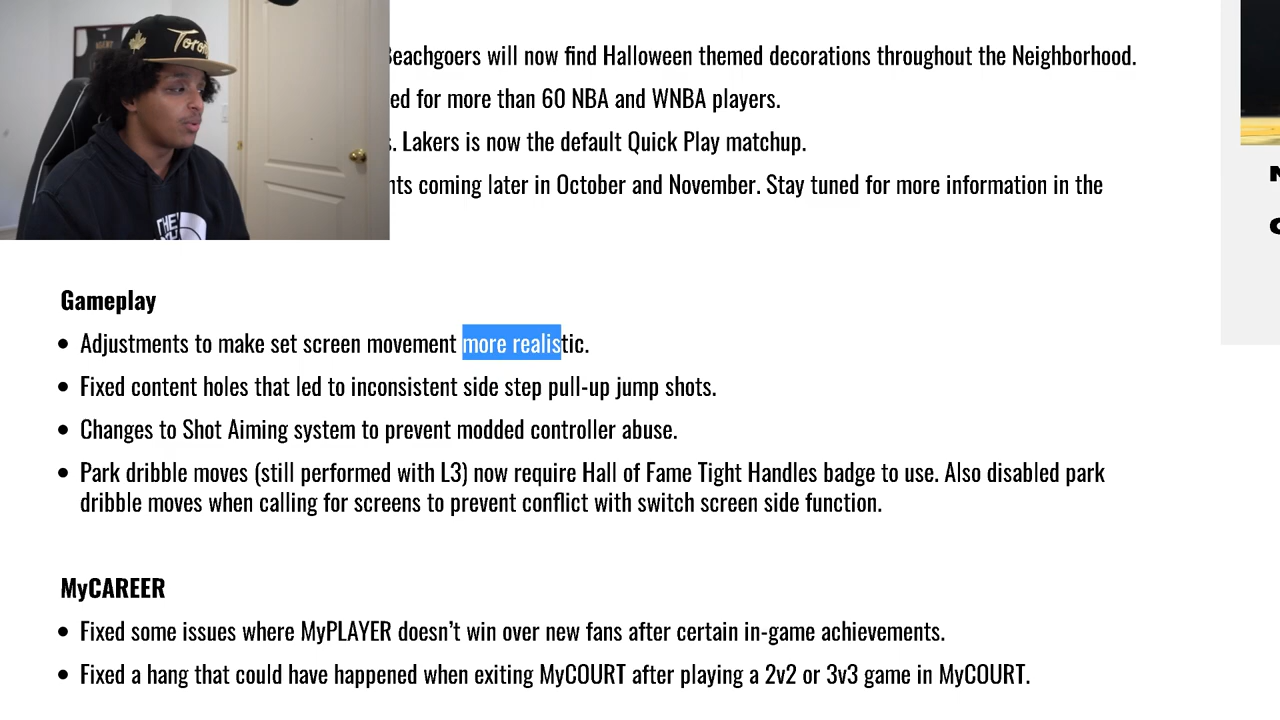 Beachgoers will now find Halloween themed decorations throughout the Neighborhood.
ed for more than 60 NBA and WNBA players.
s. Lakers is now the default Quick Play matchup.
nts coming later in October and November. Stay tuned for more information in the
Gameplay
• Adjustments to make set screen movement more realistic.
• Fixed content holes that led to inconsistent side step pull-up jump shots.
• Changes to Shot Aiming system to prevent modded controller abuse.
• Park dribble moves (still performed with L3) now require Hall of Fame Tight Handles badge to use. Also disabled park
dribble moves when calling for screens to prevent conflict with switch screen side function.
MyCAREER
• Fixed some issues where MyPLAYER doesn’t win over new fans after certain in-game achievements.
• Fixed a hang that could have happened when exiting MyCOURT after playing a 2v2 or 3v3 game in MyCOURT.